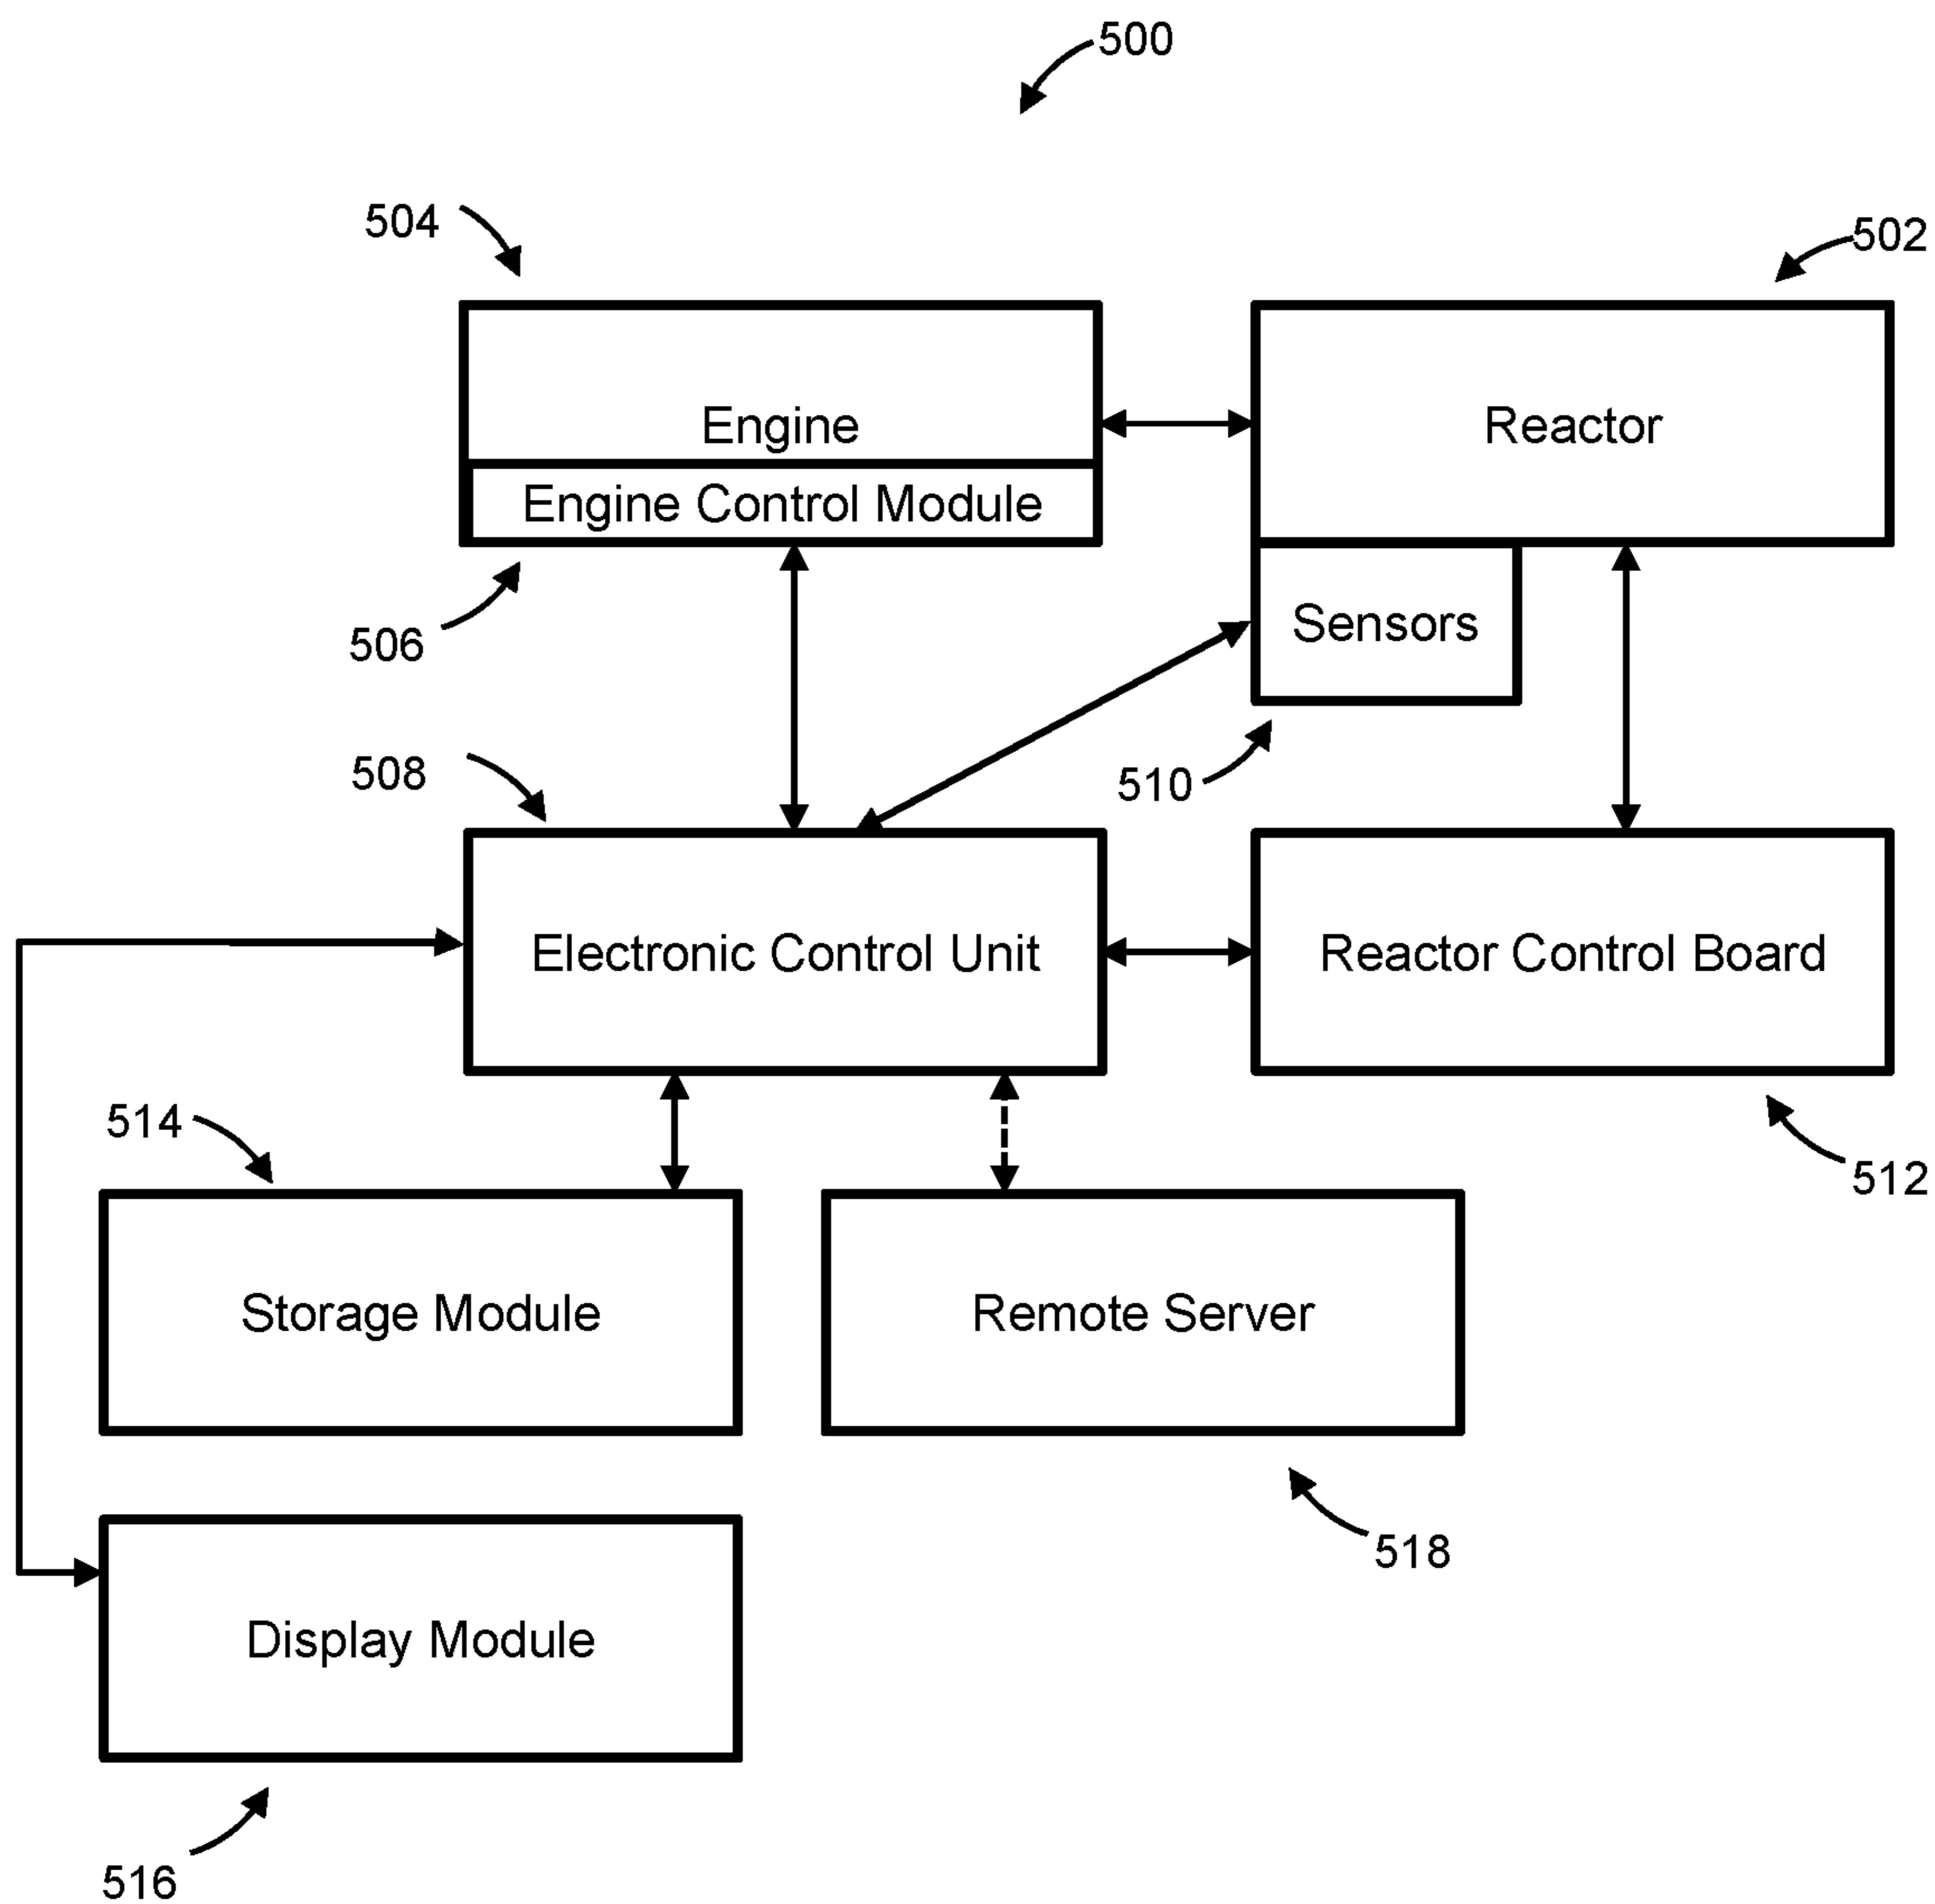 500
504
502
Engine
Reactor
Engine Control Module
Sensors
506
508
510
Electronic Control Unit
Reactor Control Board
514
512
Storage Module
Remote Server
518
Display Module
516